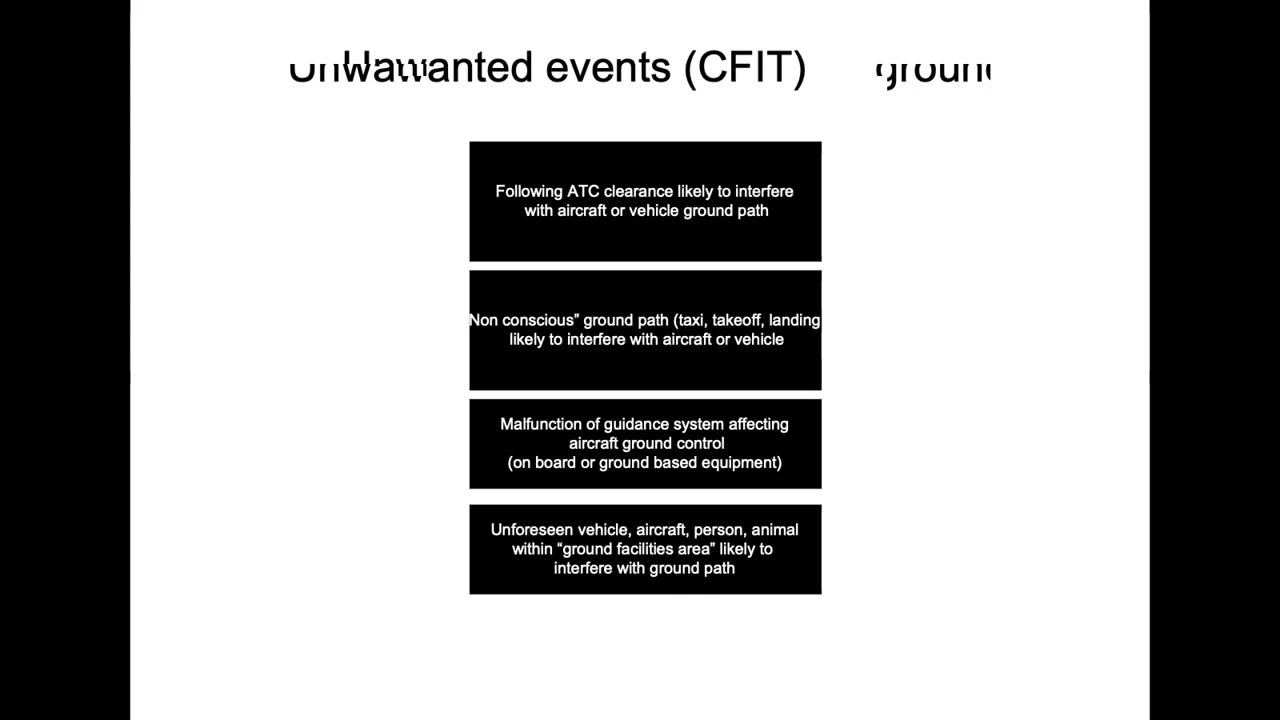 events (CFIT)
Following ATC clearance likely to interfere
with aircraft or vehicle ground path
Non conscious” ground path (taxi, takeoff, landing
likely to interfere with aircraft or vehicle
Malfunction of guidance system affecting
aircraft ground control
(on board or ground based equipment)
Unforeseen vehicle, aircraft, person, animal
within “ground facilities area” likely to
interfere with ground path